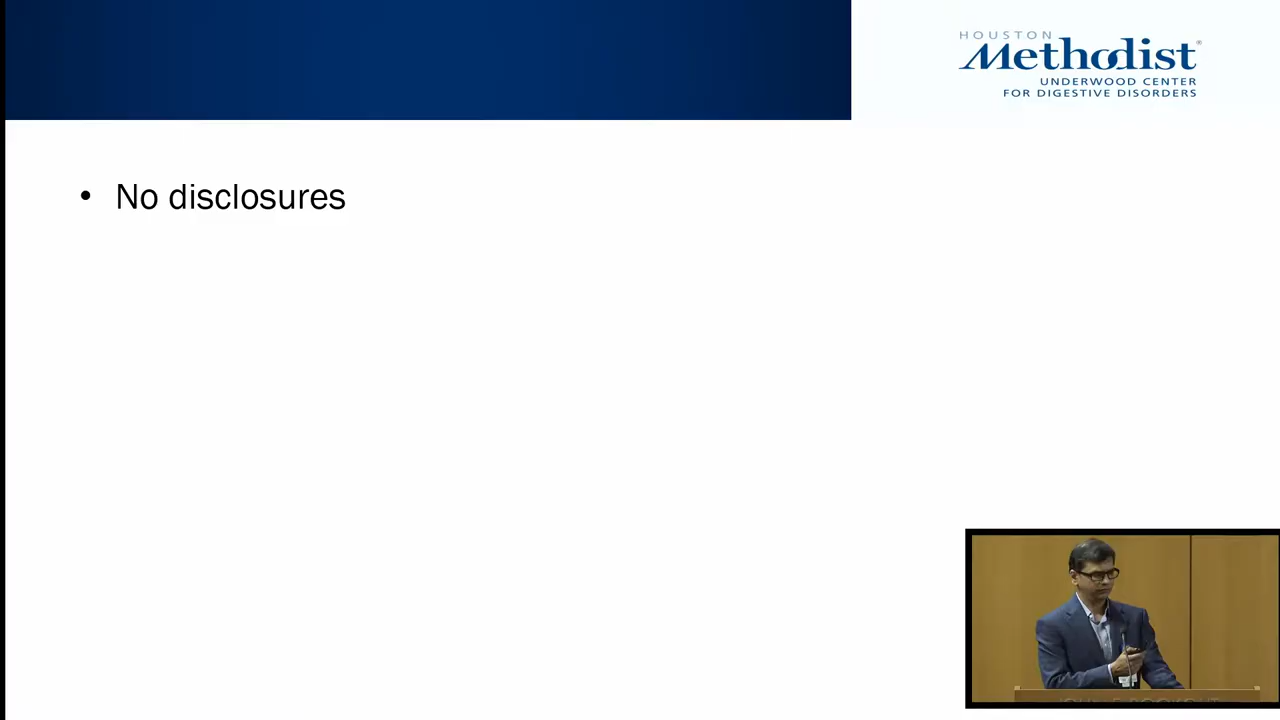 HOUSTON
Methodist®
UNDERWOOD CENTER
FOR DIGESTIVE DISORDERS
• No disclosures